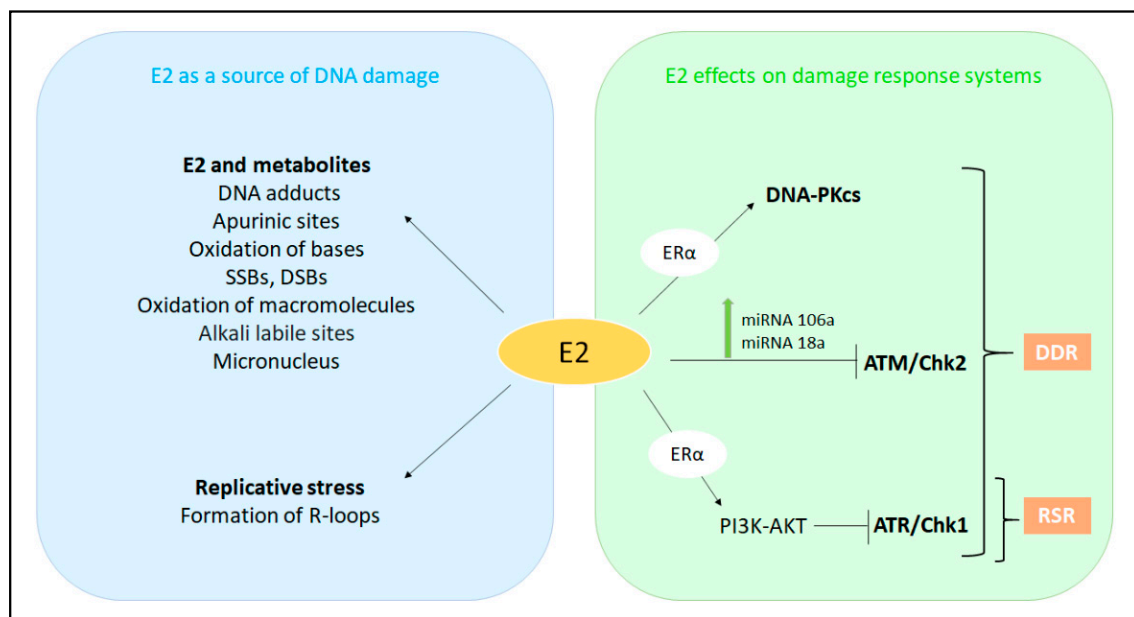 E2 as a source of DNA damage
E2 and metabolites
DNA adducts
Apurinic sites
Oxidation of bases
SSBs, DSBs
Oxidation of macromolecules
Alkali labile sites
Micronucleus
Replicative stress
Formation of R-loops
E2
E2 effects on damage response systems
DNA-PKcs
ERα
miRNA 106a
miRNA 18a
ATM/Chk2
DDR
ERα
PI3K-AKT
ATR/Chk1
RSR